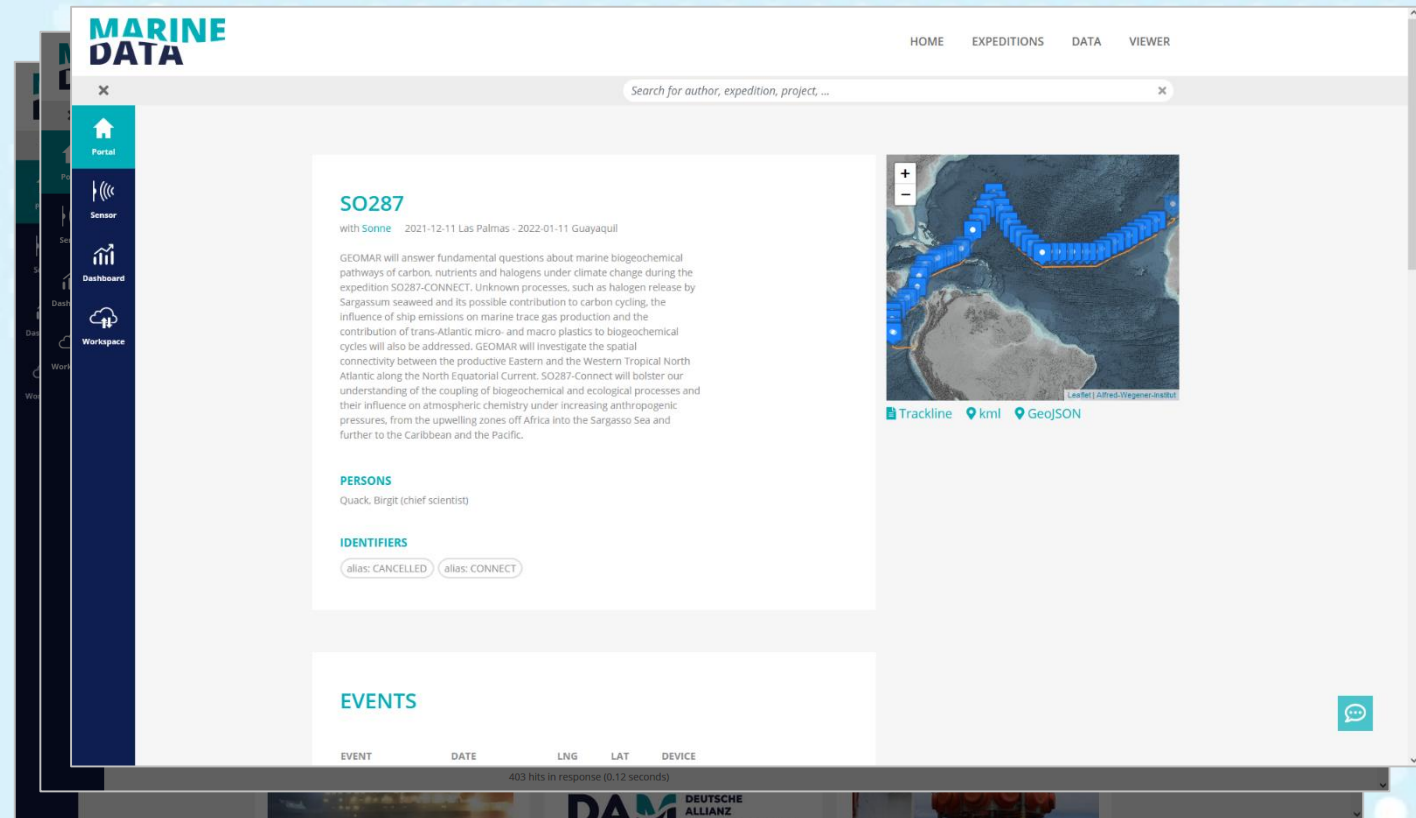 MARINE
DATA
HOME EXPEDITIONS DATA VIEWER
Search for author, expedition, project, ...
Portal
Sensor
Dashboard
Workspace
SO287
with Sonne 2021-12-11 Las Palmas - 2022-01-11 Guayaquil
GEOMAR will answer fundamental questions about marine biogeochemical
pathways of carbon, nutrients and halogens under climate change during the
expedition SO287-CONNECT. Unknown processes, such as halogen release by
Sargassum seaweed and its possible contribution to carbon cycling, the
influence of ship emissions on marine trace gas production and the
contribution of trans-Atlantic micro- and macro plastics to biogeochemical
cycles will also be addressed. GEOMAR will investigate the spatial
connectivity between the productive Eastern and the Western Tropical North
Atlantic along the North Equatorial Current. SO287-Connect will bolster our
understanding of the coupling of biogeochemical and ecological processes and
their influence on atmospheric chemistry under increasing anthropogenic
pressures, from the upwelling zones off Africa into the Sargasso Sea and
further to the Caribbean and the Pacific.
PERSONS
Quack, Birgit (chief scientist)
IDENTIFIERS
alias: CANCELLED alias: CONNECT
+
−
Leaflet | Alfred-Wegener-Institut
Trackline kml GeoJSON
EVENTS
EVENT DATE LNG LAT DEVICE
403 hits in response (0.12 seconds)
DAM DEUTSCHE
ALLIANZ